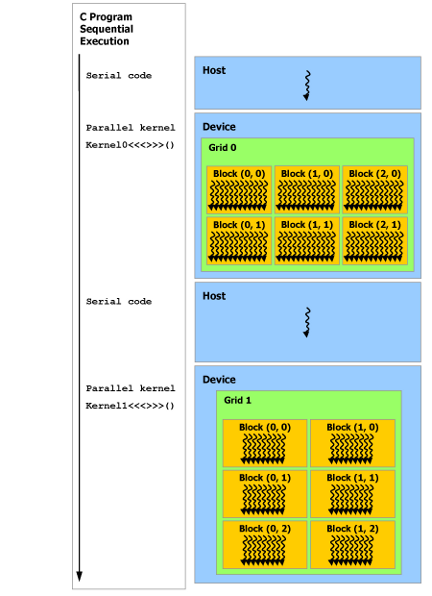 C Program
Sequential
Execution
Serial code
Host
Parallel kernel
Kernel0<<<>>>()
Device
Grid 0
Block (0, 0) Block (1, 0) Block (2, 0)
Block (0, 1) Block (1, 1) Block (2, 1)
Serial code
Host
Parallel kernel
Kernel1<<<>>>()
Device
Grid 1
Block (0, 0) Block (1, 0)
Block (0, 1) Block (1, 1)
Block (0, 2) Block (1, 2)